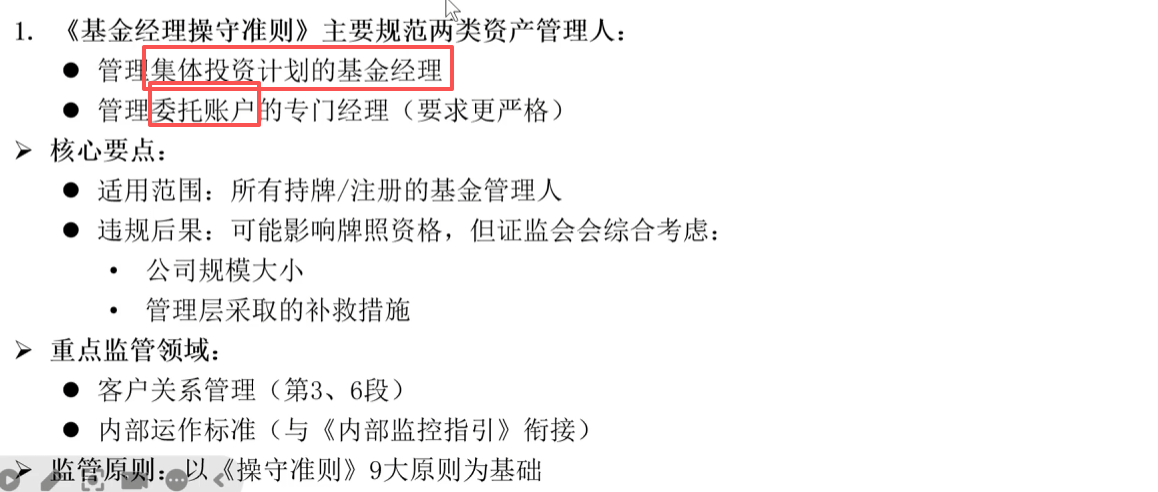 1. 《基金经理操守准则》主要规范两类资产管理人：
● 管理集体投资计划的基金经理
● 管理委托账户的专门经理（要求更严格）
➢ 核心要点：
● 适用范围：所有持牌/注册的基金管理人
● 违规后果：可能影响牌照资格，但证监会会综合考虑：
• 公司规模大小
• 管理层采取的补救措施
➢ 重点监管领域：
● 客户关系管理（第3、6段）
● 内部运作标准（与《内部监控指引》衔接）
➢ 监管原则：以《操守准则》9大原则为基础